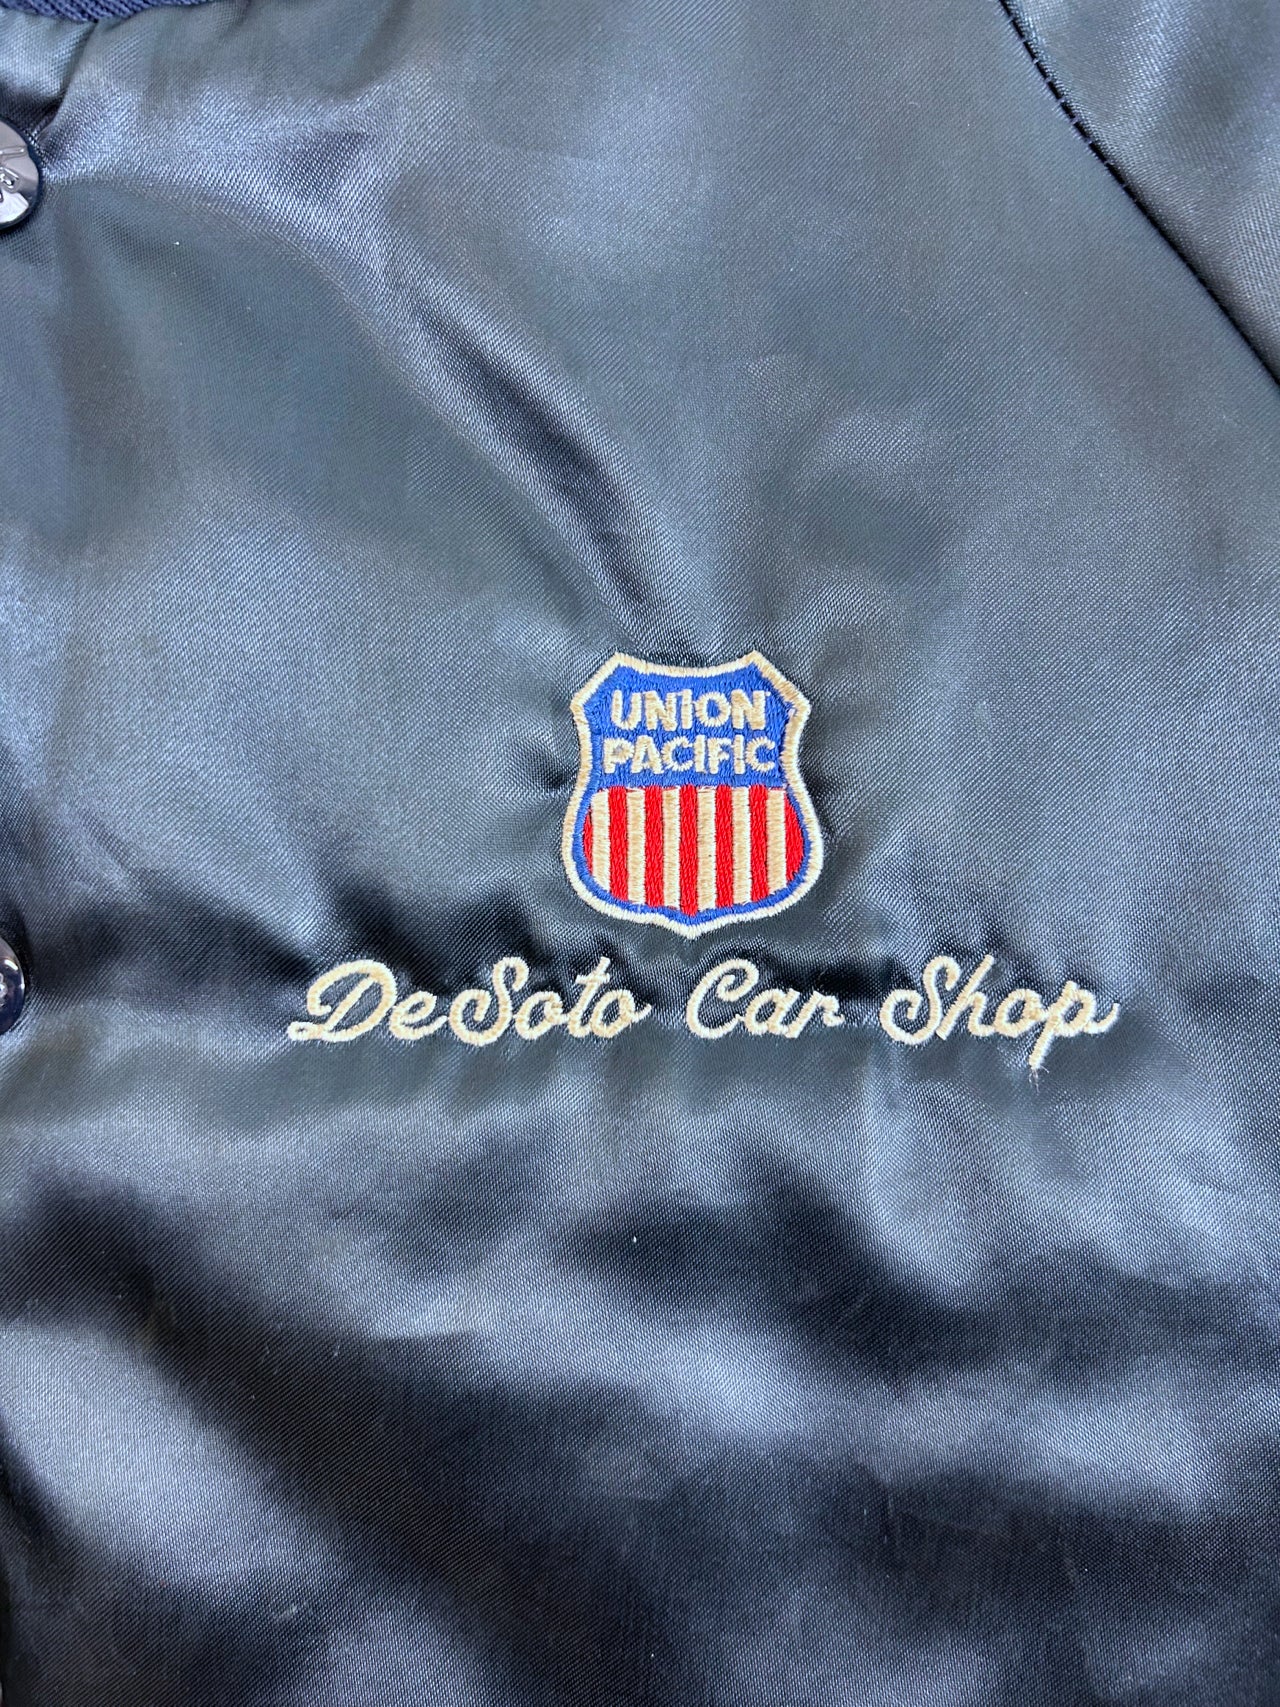 UNION
PACIFIC
DeSoto Car Shop